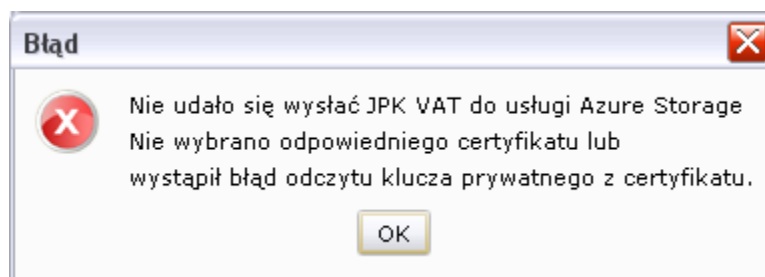 Błąd
Nie udało się wysłać JPK VAT do usługi Azure Storage
Nie wybrano odpowiedniego certyfikatu lub
wystąpił błąd odczytu klucza prywatnego z certyfikatu.
OK